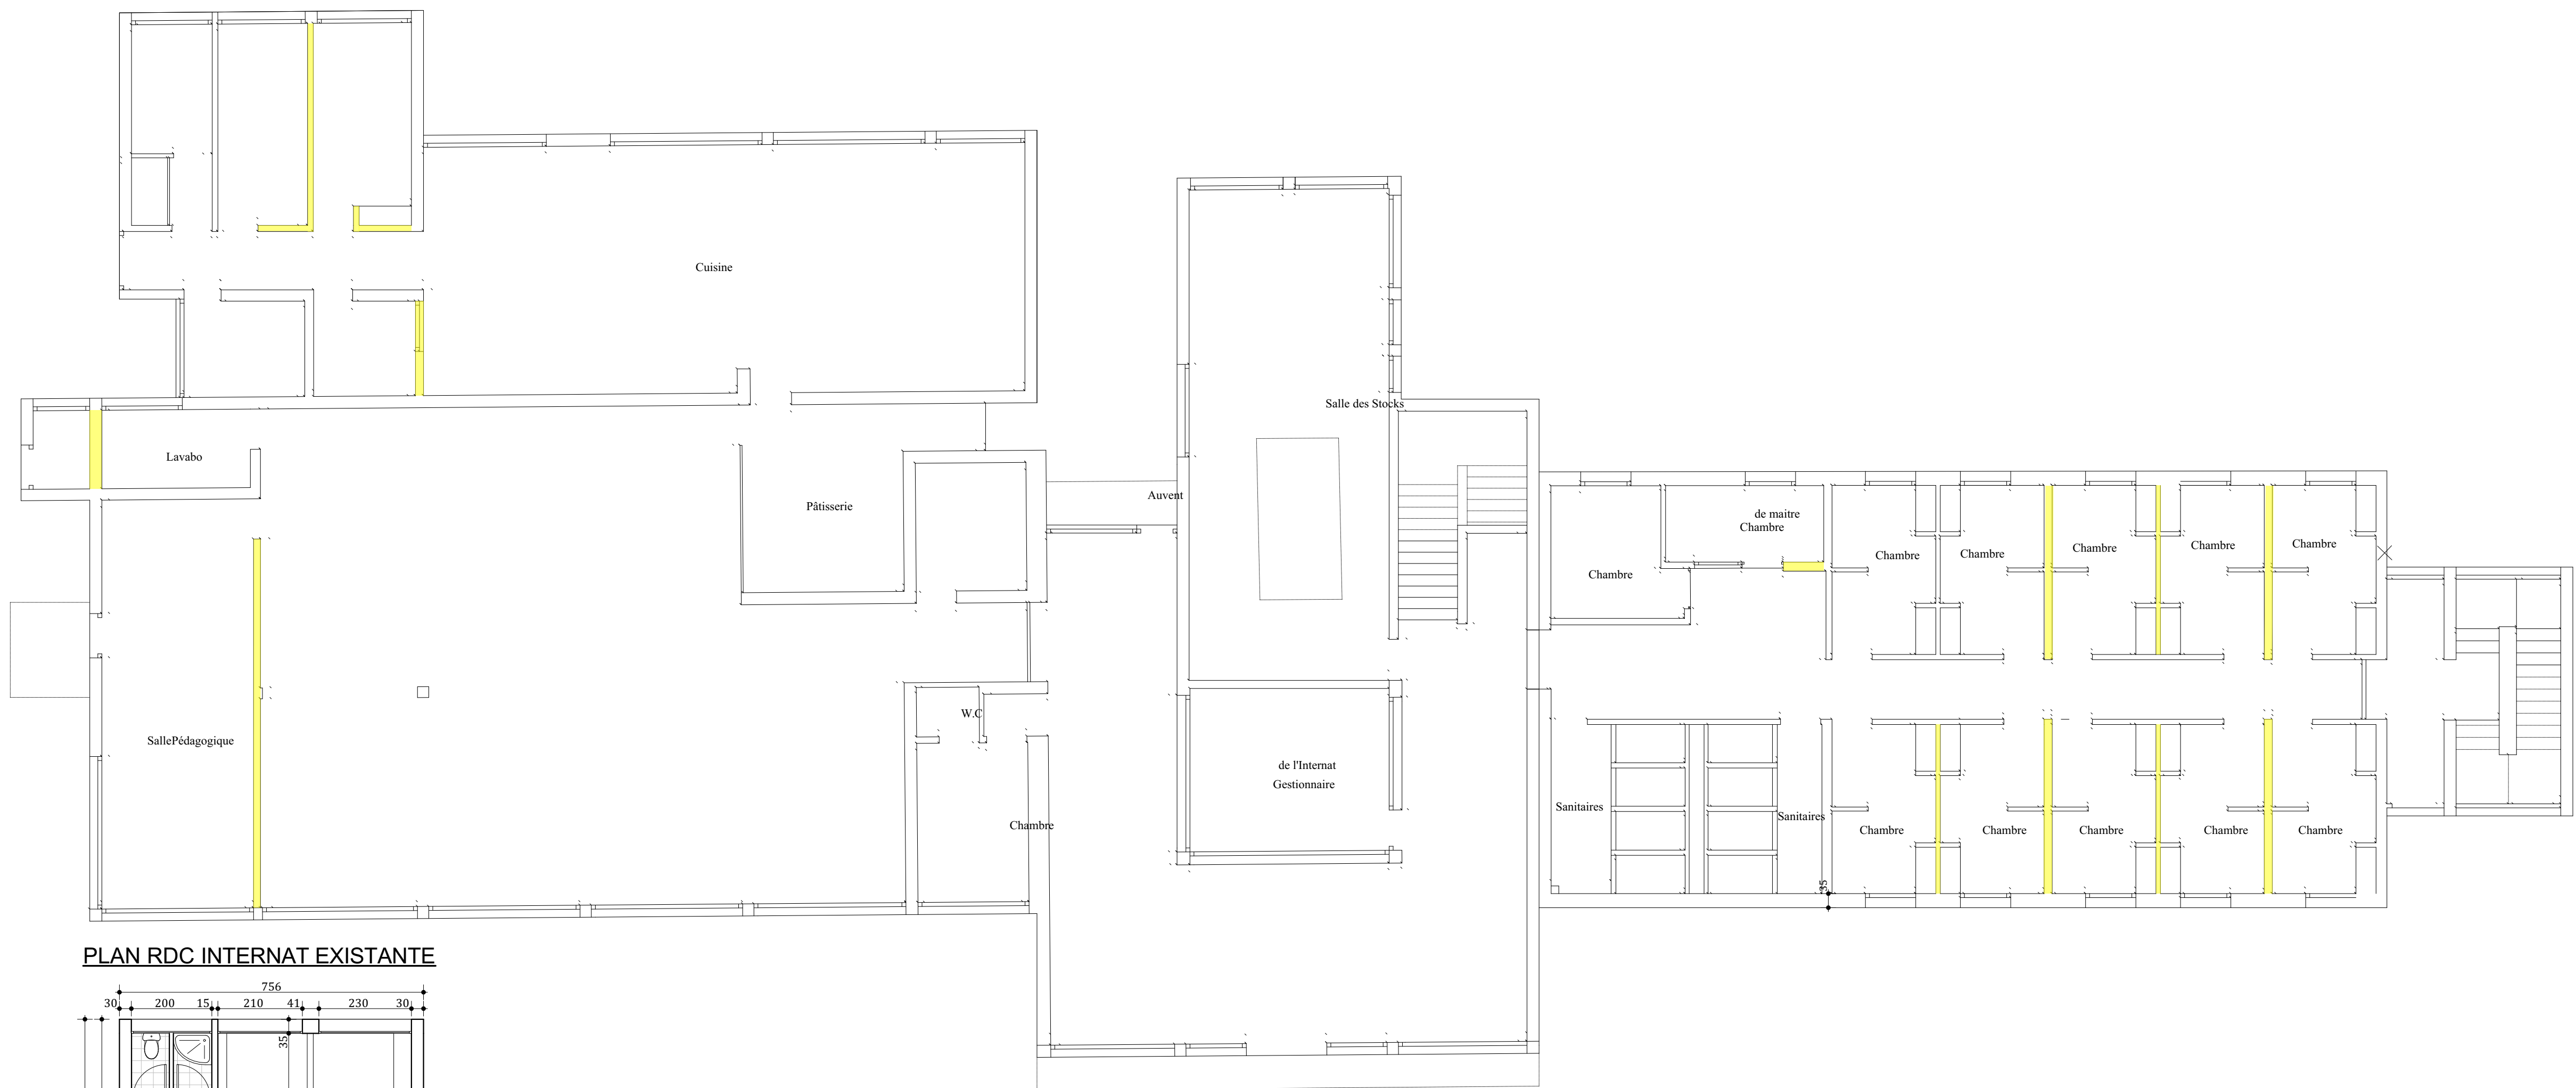 Cuisine
Salle des Stocks
Lavabo
Auvent
Pâtisserie
de maitre
Chambre
Chambre
Chambre
Chambre
Chambre
Chambre
Chambre
W.C
SallePédagogique
de l'Internat
Gestionnaire
Chambre
Sanitaires
Sanitaires
Chambre
Chambre
Chambre
Chambre
Chambre
35
PLAN RDC INTERNAT EXISTANTE
756
30 200 15 210 41 230 30
35